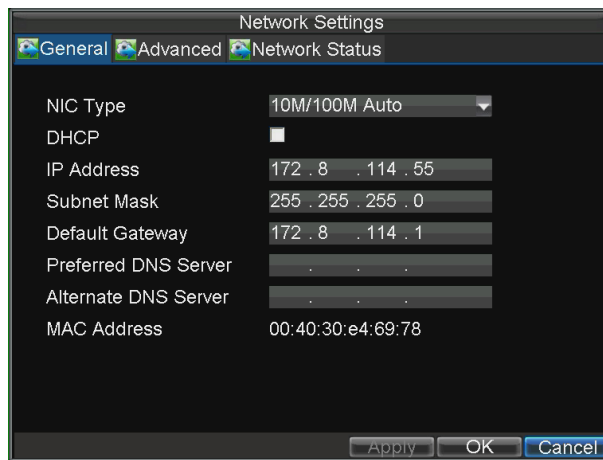 Network Settings
General Advanced Network Status
NIC Type 10M/100M Auto
DHCP
IP Address 172 . 8 . 114 . 55
Subnet Mask 255 . 255 . 255 . 0
Default Gateway 172 . 8 . 114 . 1
Preferred DNS Server . . .
Alternate DNS Server . . .
MAC Address 00:40:30:e4:69:78
Apply OK Cancel